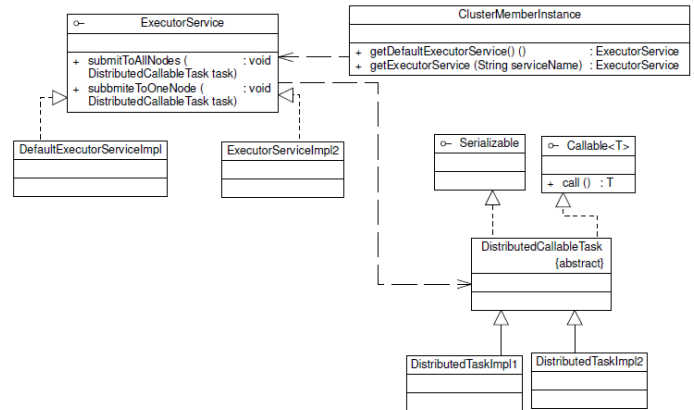 ExecutorService
+ submitToAllNodes ( : void
DistributedCallableTask task)
+ subbmiteToOneNode ( : void
DistributedCallableTask task)
ClusterMemberInstance
+ getDefaultExecutorService() () : ExecutorService
+ getExecutorService (String serviceName) : ExecutorService
DefaultExecutorServiceImpl
ExecutorServiceImpl2
Serializable
Callable<T>
+ call () : T
DistributedCallableTask
{abstract}
DistributedTaskImpl1
DistributedTaskImpl2